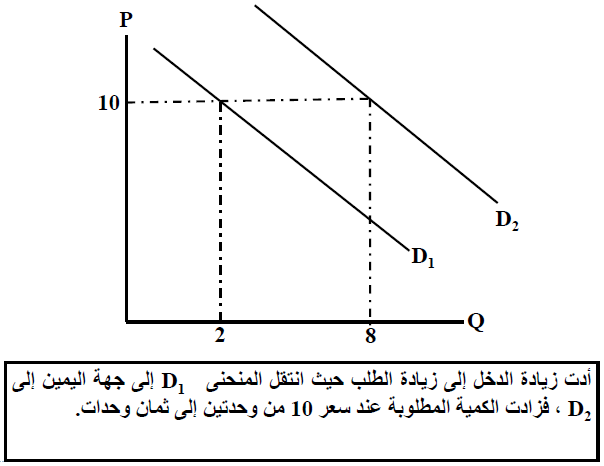 P
10
D2
D1
Q
2
8
أدت زيادة الدخل إلى زيادة الطلب حيث انتقل المنحنى D1 إلى جهة اليمين إلى
D2 ، فزادت الكمية المطلوبة عند سعر 10 من وحدتين إلى ثمان وحدات.